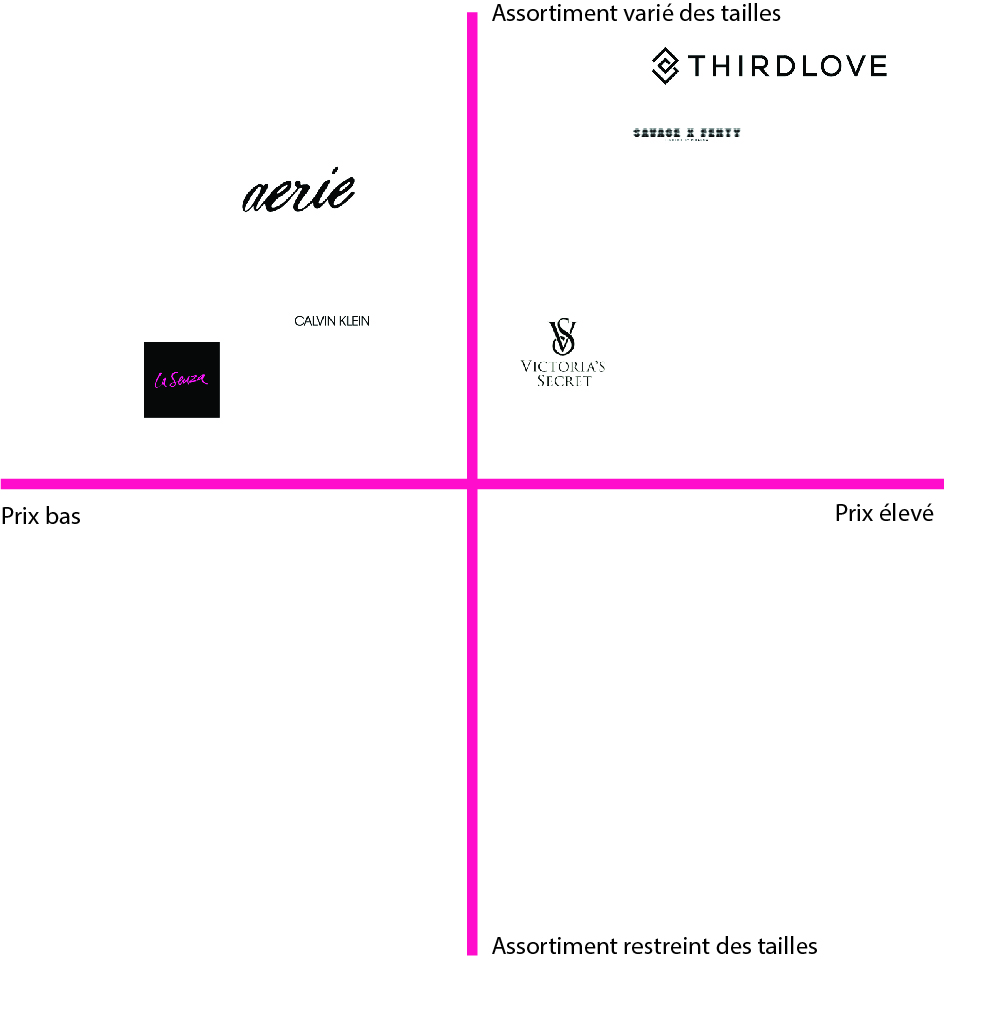 Assortiment varié des tailles
THIRDLOVE
SAVAGE X FENTY
aerie
CALVIN KLEIN
VICTORIA'S
SECRET
La Senza
Prix bas
Prix élevé
Assortiment restreint des tailles